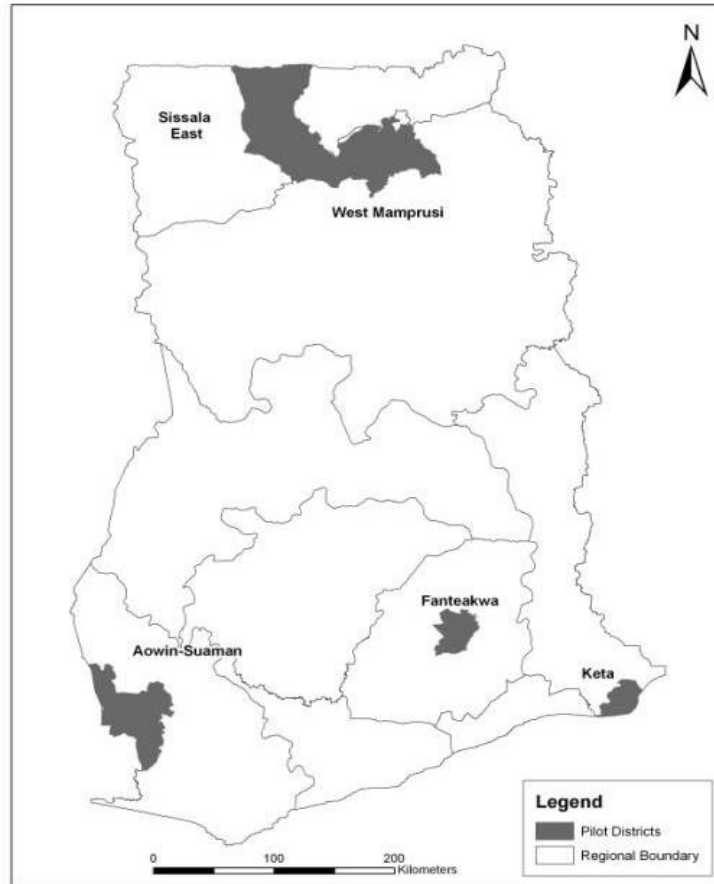 N
Sissala
East
West Mamprusi
Fanteakwa
Aowin-Suaman
Keta
Legend
Pilot Districts
Regional Boundary
0 100 200
Kilometers